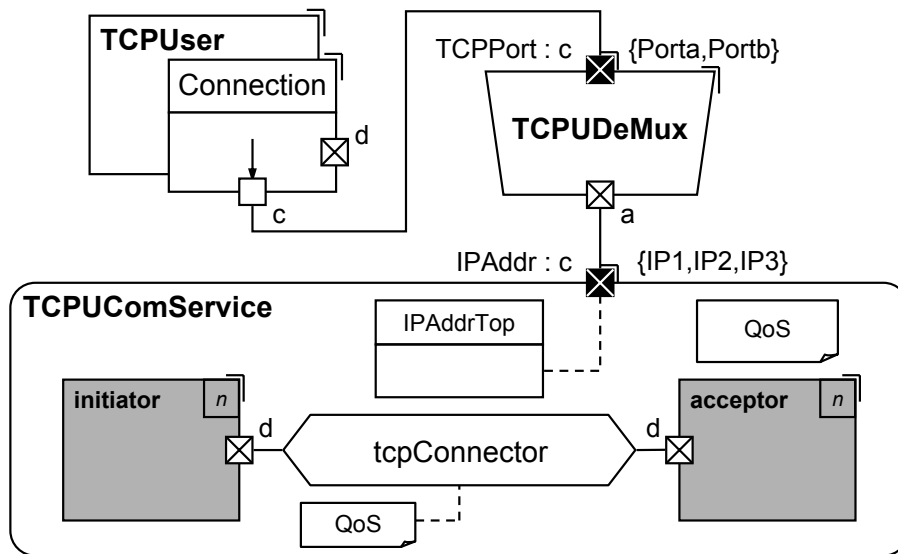 TCPUser
Connection
d
c
TCPPort : c
{Porta,Portb}
TCPUDeMux
a
IPAddr : c
{IP1,IP2,IP3}
TCPUComService
IPAddrTop
QoS
initiator
n
d
tcpConnector
d
acceptor
n
QoS